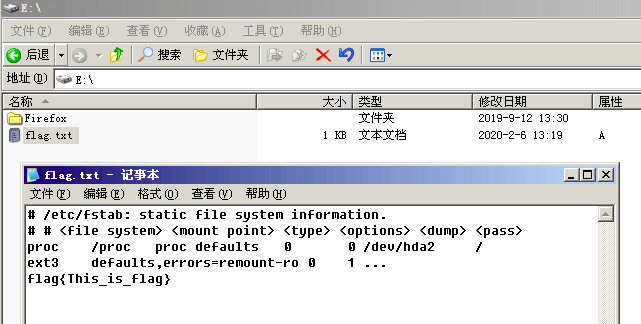 E:\
文件(F) 编辑(E) 查看(V) 收藏(A) 工具(T) 帮助(H)
后退 搜索 文件夹
地址(D) E:\
名称 大小 类型 修改日期 属性
Firefox 文件夹 2019-9-12 13:30
flag.txt 1 KB 文本文档 2020-2-6 13:19 A
flag.txt - 记事本
文件(F) 编辑(E) 格式(O) 查看(V) 帮助(H)
# /etc/fstab: static file system information.
# # <file system> <mount point> <type> <options> <dump> <pass>
proc /proc proc defaults 0 0 /dev/hda2 /
ext3 defaults,errors=remount-ro 0 1 ...
flag{This_is_flag}